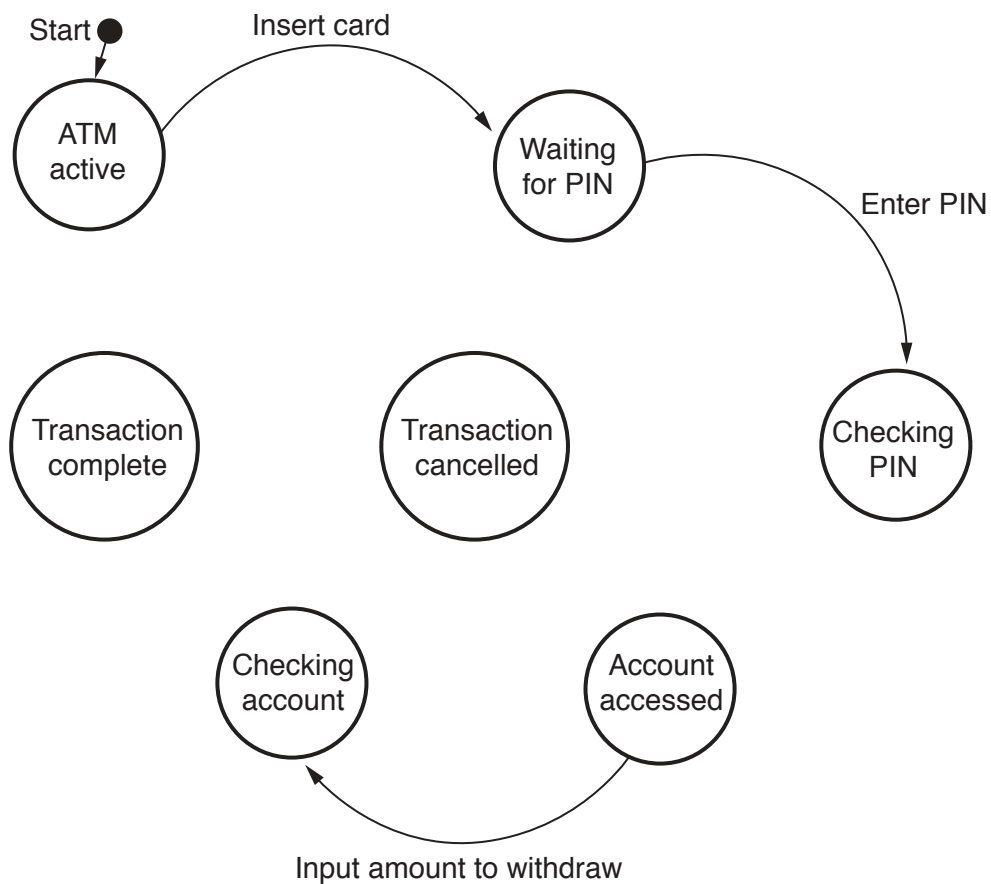 Start
Insert card
ATM
active
Waiting
for PIN
Enter PIN
Transaction
complete
Transaction
cancelled
Checking
PIN
Checking
account
Account
accessed
Input amount to withdraw